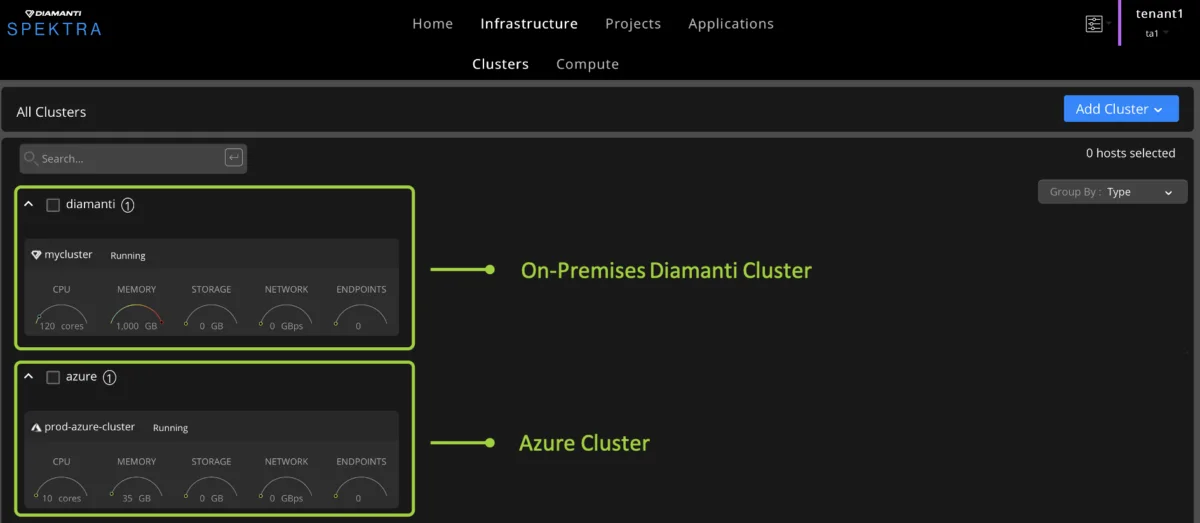 DIAMANTI
SPEKTRA
Home Infrastructure Projects Applications
tenant1
ta1
Clusters Compute
All Clusters
Add Cluster
Search...
0 hosts selected
Group By : Type
diamanti 1
mycluster Running
CPU MEMORY STORAGE NETWORK ENDPOINTS
120 cores 1,000 GB 0 GB 0 GBps 0
On-Premises Diamanti Cluster
azure 1
prod-azure-cluster Running
CPU MEMORY STORAGE NETWORK ENDPOINTS
10 cores 35 GB 0 GB 0 GBps 0
Azure Cluster